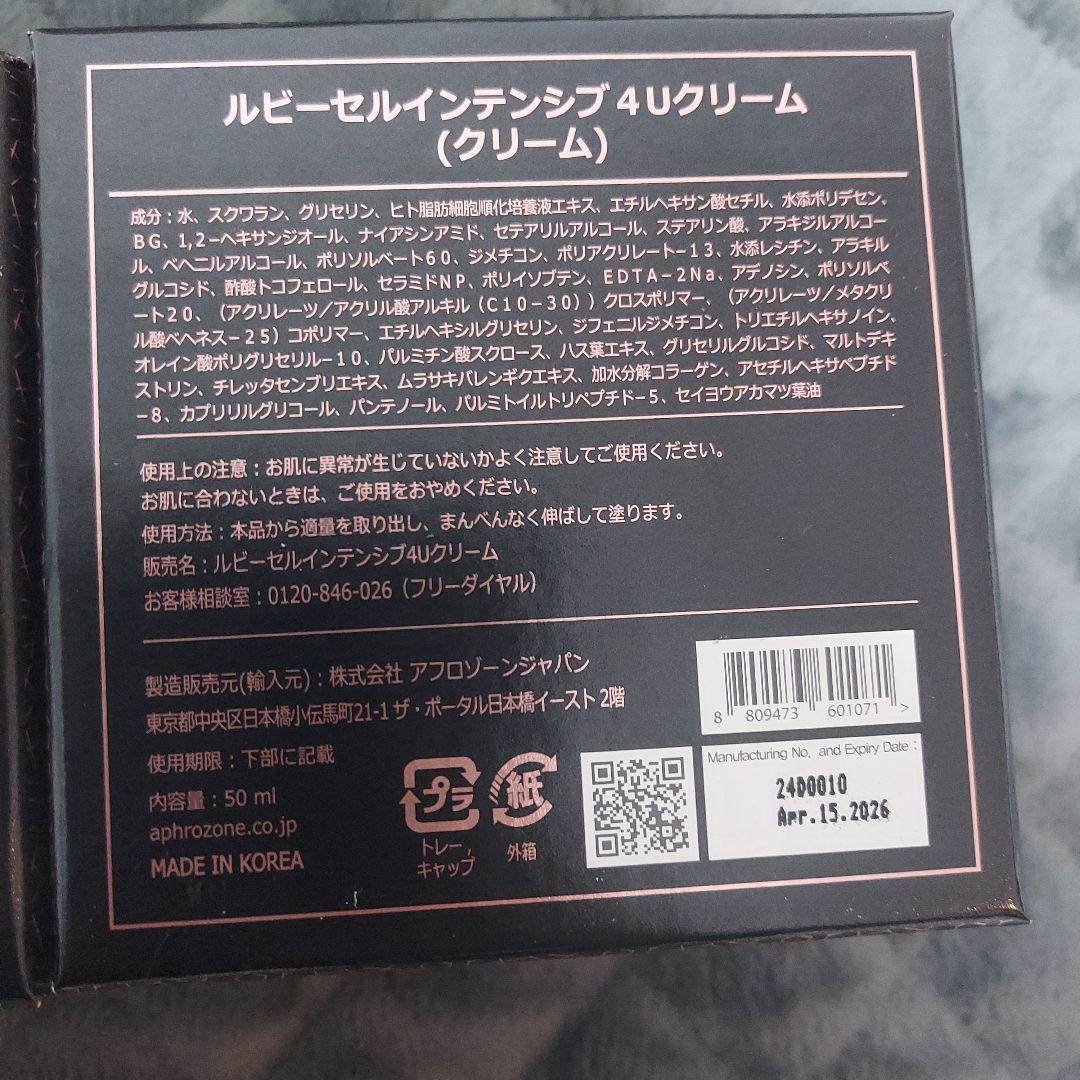 ルビーセルインテンシブ４Uクリーム
(クリーム)
成分：水、スクワラン、グリセリン、ヒト脂肪細胞順化培養液エキス、エチルヘキサン酸セチル、水添ポリデセン、
ＢＧ、１,２－ヘキサンジオール、ナイアシンアミド、セテアリルアルコール、ステアリン酸、アラキジルアルコー
ル、ベヘニルアルコール、ポリソルベート６０、ジメチコン、ポリアクリレート－１３、水添レシチン、アラキル
グルコシド、酢酸トコフェロール、セラミドＮＰ、ポリイソブテン、ＥＤＴＡ－２Ｎａ、アデノシン、ポリソルベ
ート２０、（アクリレーツ／アクリル酸アルキル（Ｃ１０－３０））クロスポリマー、（アクリレーツ／メタクリ
ル酸ベヘネス－２５）コポリマー、エチルヘキシルグリセリン、ジフェニルジメチコン、トリエチルヘキサノイン、
オレイン酸ポリグリセリル－１０、パルミチン酸スクロース、ハス葉エキス、グリセリルグルコシド、マルトデキ
ストリン、チレッタセンブリエキス、ムラサキバレンギクエキス、加水分解コラーゲン、アセチルヘキサペプチド
－８、カプリリルグリコール、パンテノール、パルミトイルトリペプチド－５、セイヨウアカマツ葉油
使用上の注意：お肌に異常が生じていないかよく注意してご使用ください。
お肌に合わないときは、ご使用をおやめください。
使用方法：本品から適量を取り出し、まんべんなく伸ばして塗ります。
販売名：ルビーセルインテンシブ4Uクリーム
お客様相談室：0120-846-026（フリーダイヤル）
製造販売元(輸入元)：株式会社 アフロゾーンジャパン
東京都中央区日本橋小伝馬町21-1 ザ・ポータル日本橋イースト 2階
使用期限：下部に記載
内容量：50 ml
aphrozone.co.jp
MADE IN KOREA
プラ
トレー,
キャップ
紙
外箱
8 809473 601071 >
Manufacturing No, and Expiry Date :
24D0010
Apr.15.2026